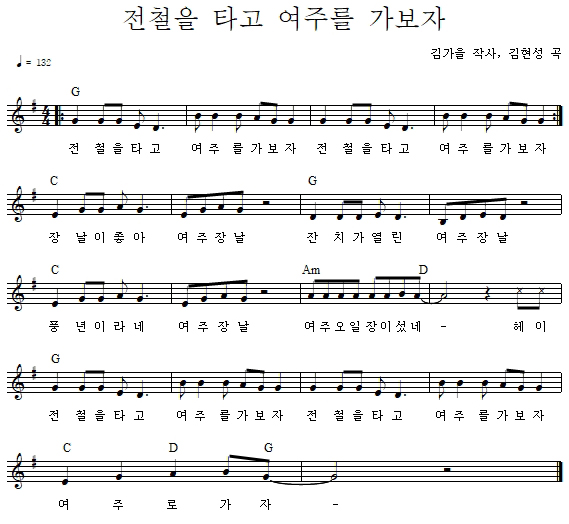 전철을 타고 여주를 가보자
김가을 작사, 김현성 곡
♩ = 132
G
전 철을타고 여주 를가보자 전 철을타고 여주 를가보자
C G
장 날이좋아 여주장날 잔 치가열린 여주장날
C Am D
풍 년이라네 여주장날 여주오일장이섰네- 헤이
G
전 철을타고 여주 를가보자 전 철을타고 여주 를가보자
C D G
여 주 로 가 자 -